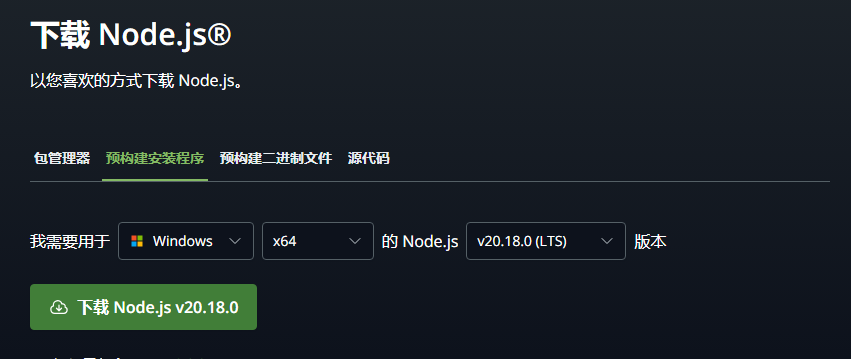 下载 Node.js®
以您喜欢的方式下载 Node.js。
包管理器 预构建安装程序 预构建二进制文件 源代码
我需要用于 Windows x64 的 Node.js v20.18.0 (LTS) 版本
下载 Node.js v20.18.0